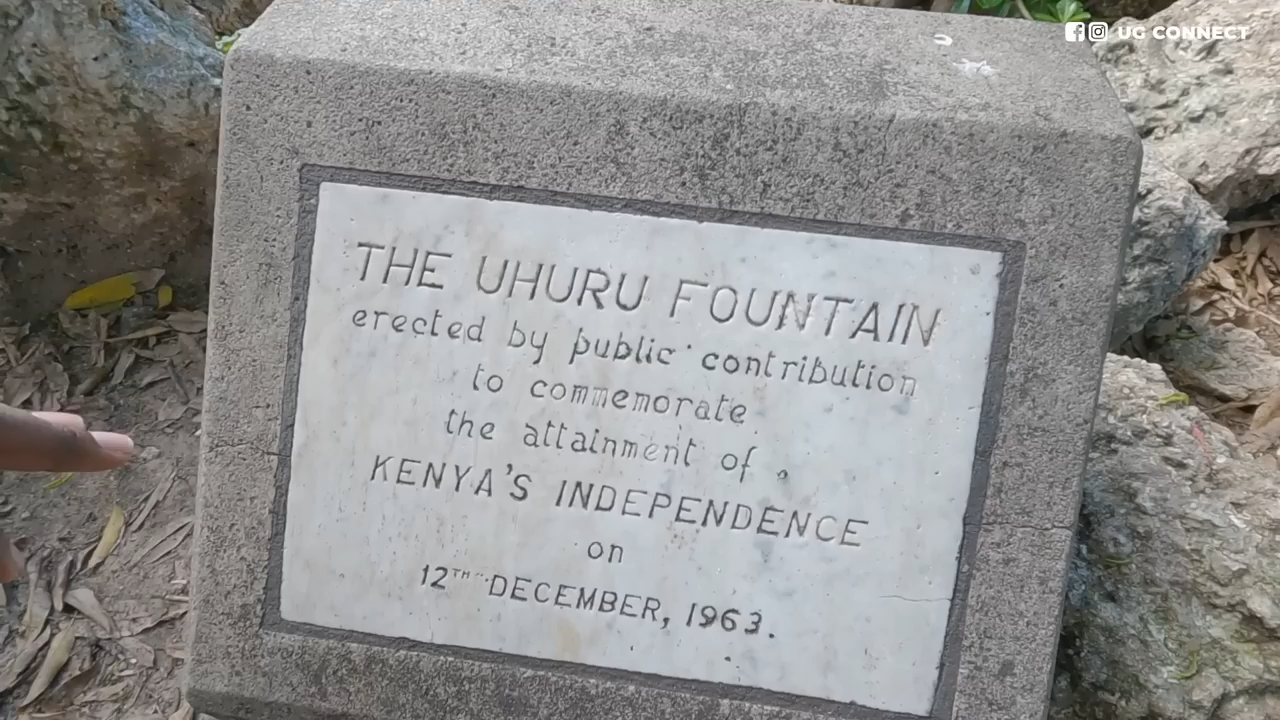 UG CONNECT
THE UHURU FOUNTAIN
erected by public contribution
to commemorate
the attainment of
KENYA'S INDEPENDENCE
on
12TH DECEMBER, 1963.